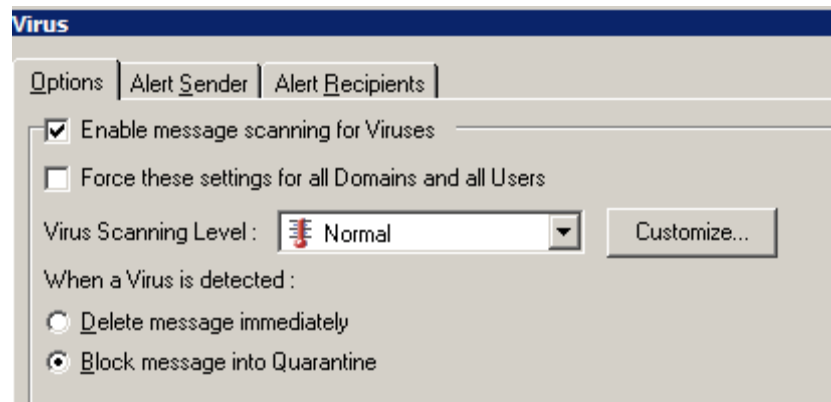 Virus
Options Alert Sender Alert Recipients
Enable message scanning for Viruses
Force these settings for all Domains and all Users
Virus Scanning Level : Normal Customize...
When a Virus is detected :
Delete message immediately
Block message into Quarantine